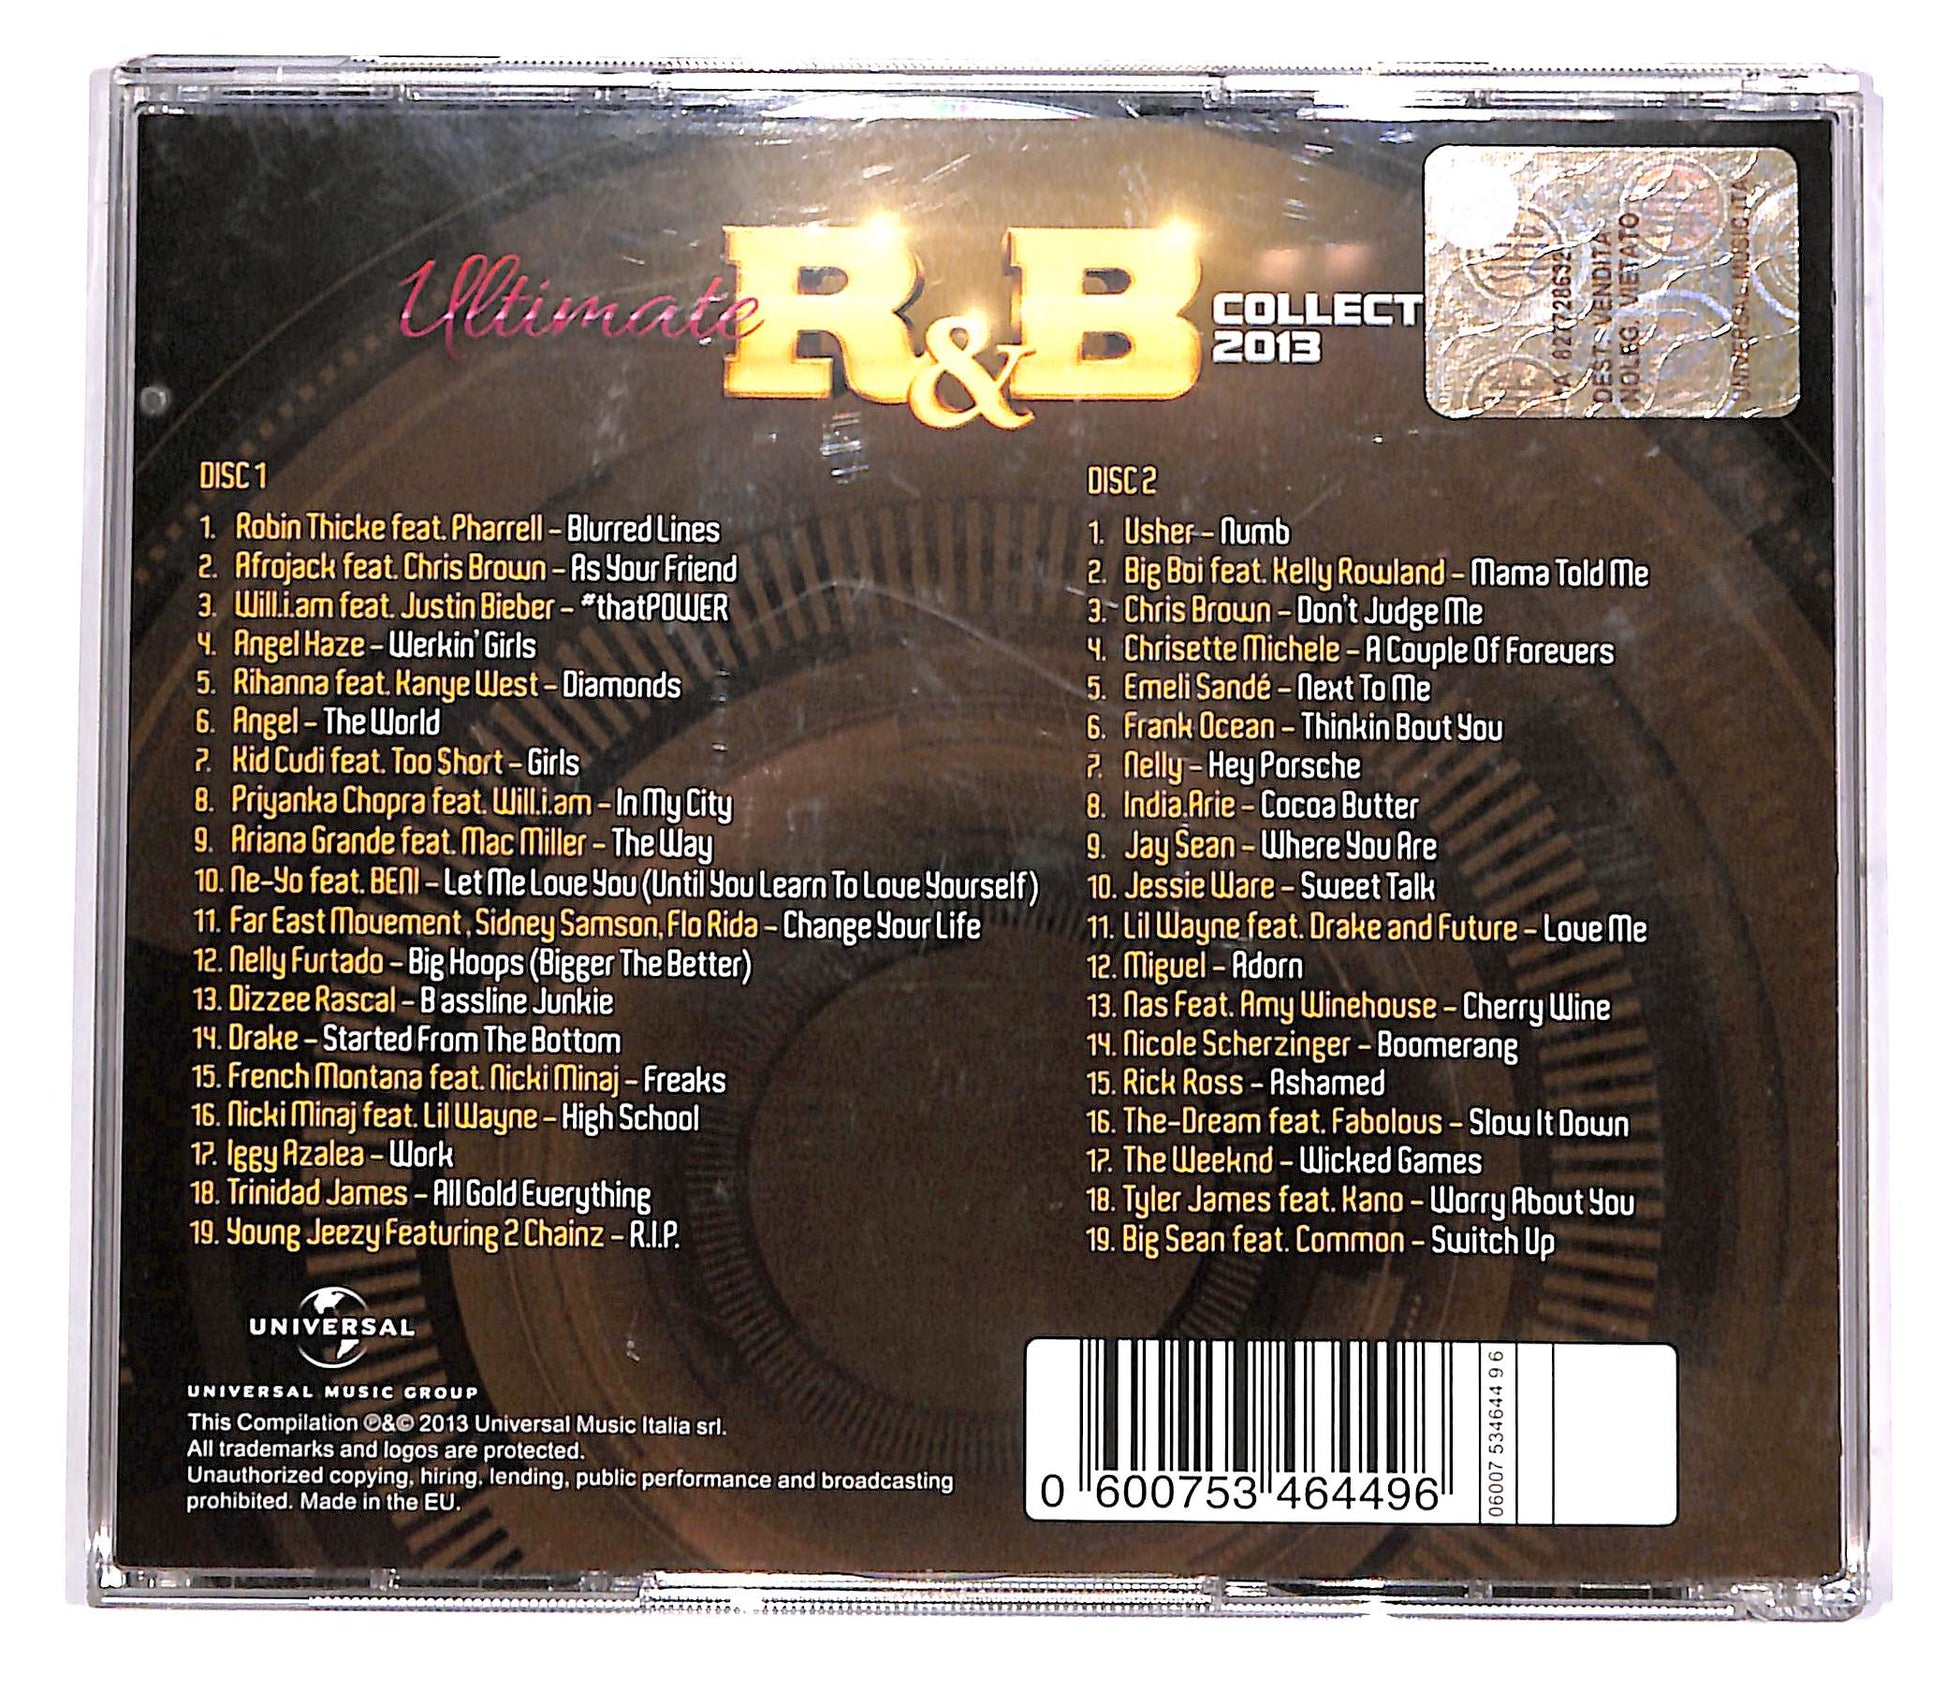 Ultimate R&B COLLECT
2013
DEST. VENDITA
NOLEG. VIETATO
DISC 1
1. Robin Thicke feat. Pharrell – Blurred Lines
2. Afrojack feat. Chris Brown – As Your Friend
3. Will.i.am feat. Justin Bieber – #thatPOWER
4. Angel Haze – Werkin' Girls
5. Rihanna feat. Kanye West – Diamonds
6. Angel – The World
7. Kid Cudi feat. Too Short – Girls
8. Priyanka Chopra feat. Will.i.am – In My City
9. Ariana Grande feat. Mac Miller – The Way
10. Ne-Yo feat. BENI – Let Me Love You (Until You Learn To Love Yourself)
11. Far East Movement, Sidney Samson, Flo Rida – Change Your Life
12. Nelly Furtado – Big Hoops (Bigger The Better)
13. Dizzee Rascal – Bassline Junkie
14. Drake – Started From The Bottom
15. French Montana feat. Nicki Minaj – Freaks
16. Nicki Minaj feat. Lil Wayne – High School
17. Iggy Azalea – Work
18. Trinidad James – All Gold Everything
19. Young Jeezy Featuring 2 Chainz – R.I.P.
DISC 2
1. Usher – Numb
2. Big Boi feat. Kelly Rowland – Mama Told Me
3. Chris Brown – Don't Judge Me
4. Chrisette Michele – A Couple Of Forevers
5. Emeli Sandé – Next To Me
6. Frank Ocean – Thinkin Bout You
7. Nelly – Hey Porsche
8. India.Arie – Cocoa Butter
9. Jay Sean – Where You Are
10. Jessie Ware – Sweet Talk
11. Lil Wayne feat. Drake and Future – Love Me
12. Miguel – Adorn
13. Nas Feat. Amy Winehouse – Cherry Wine
14. Nicole Scherzinger – Boomerang
15. Rick Ross – Ashamed
16. The-Dream feat. Fabolous – Slow It Down
17. The Weeknd – Wicked Games
18. Tyler James feat. Kano – Worry About You
19. Big Sean feat. Common – Switch Up
UNIVERSAL
UNIVERSAL MUSIC GROUP
This Compilation ℗&© 2013 Universal Music Italia srl.
All trademarks and logos are protected.
Unauthorized copying, hiring, lending, public performance and broadcasting
prohibited. Made in the EU.
0 600753 464496
06007 534644 9 6